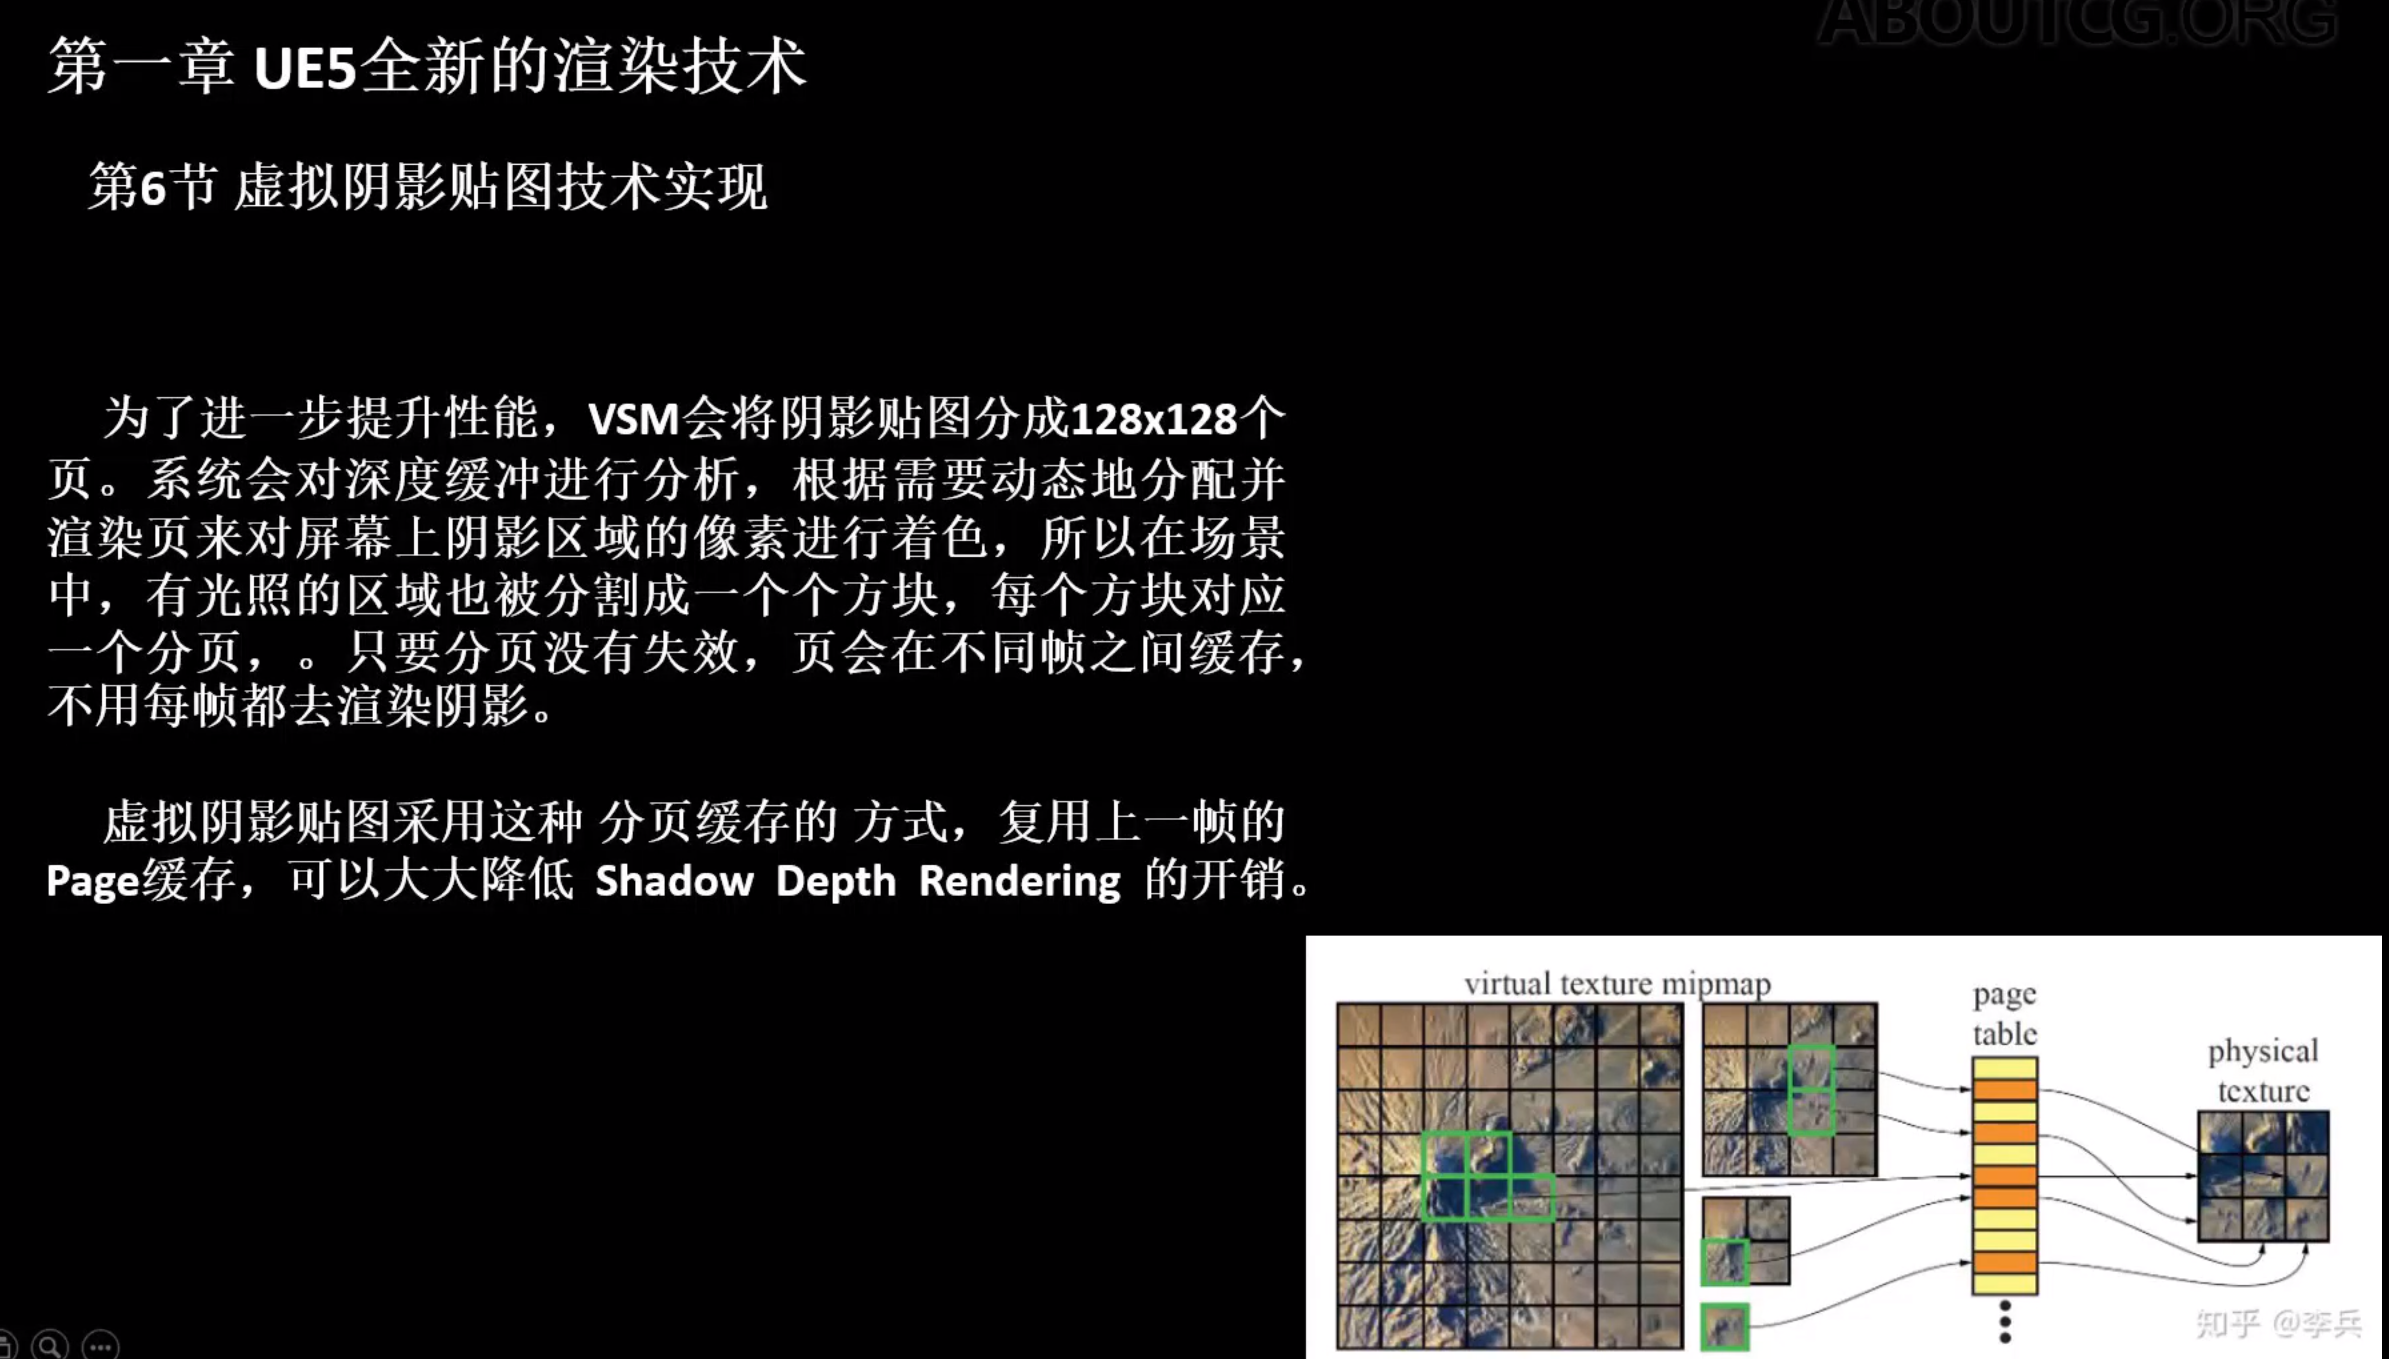 ABOUTCG.ORG
第一章 UE5全新的渲染技术
第6节 虚拟阴影贴图技术实现
为了进一步提升性能，VSM会将阴影贴图分成128x128个
页。系统会对深度缓冲进行分析，根据需要动态地分配并
渲染页来对屏幕上阴影区域的像素进行着色，所以在场景
中，有光照的区域也被分割成一个个方块，每个方块对应
一个分页，。只要分页没有失效，页会在不同帧之间缓存，
不用每帧都去渲染阴影。
虚拟阴影贴图采用这种 分页缓存的 方式，复用上一帧的
Page缓存，可以大大降低 Shadow Depth Rendering 的开销。
virtual texture mipmap
page
table
physical
texture
知乎 @李兵